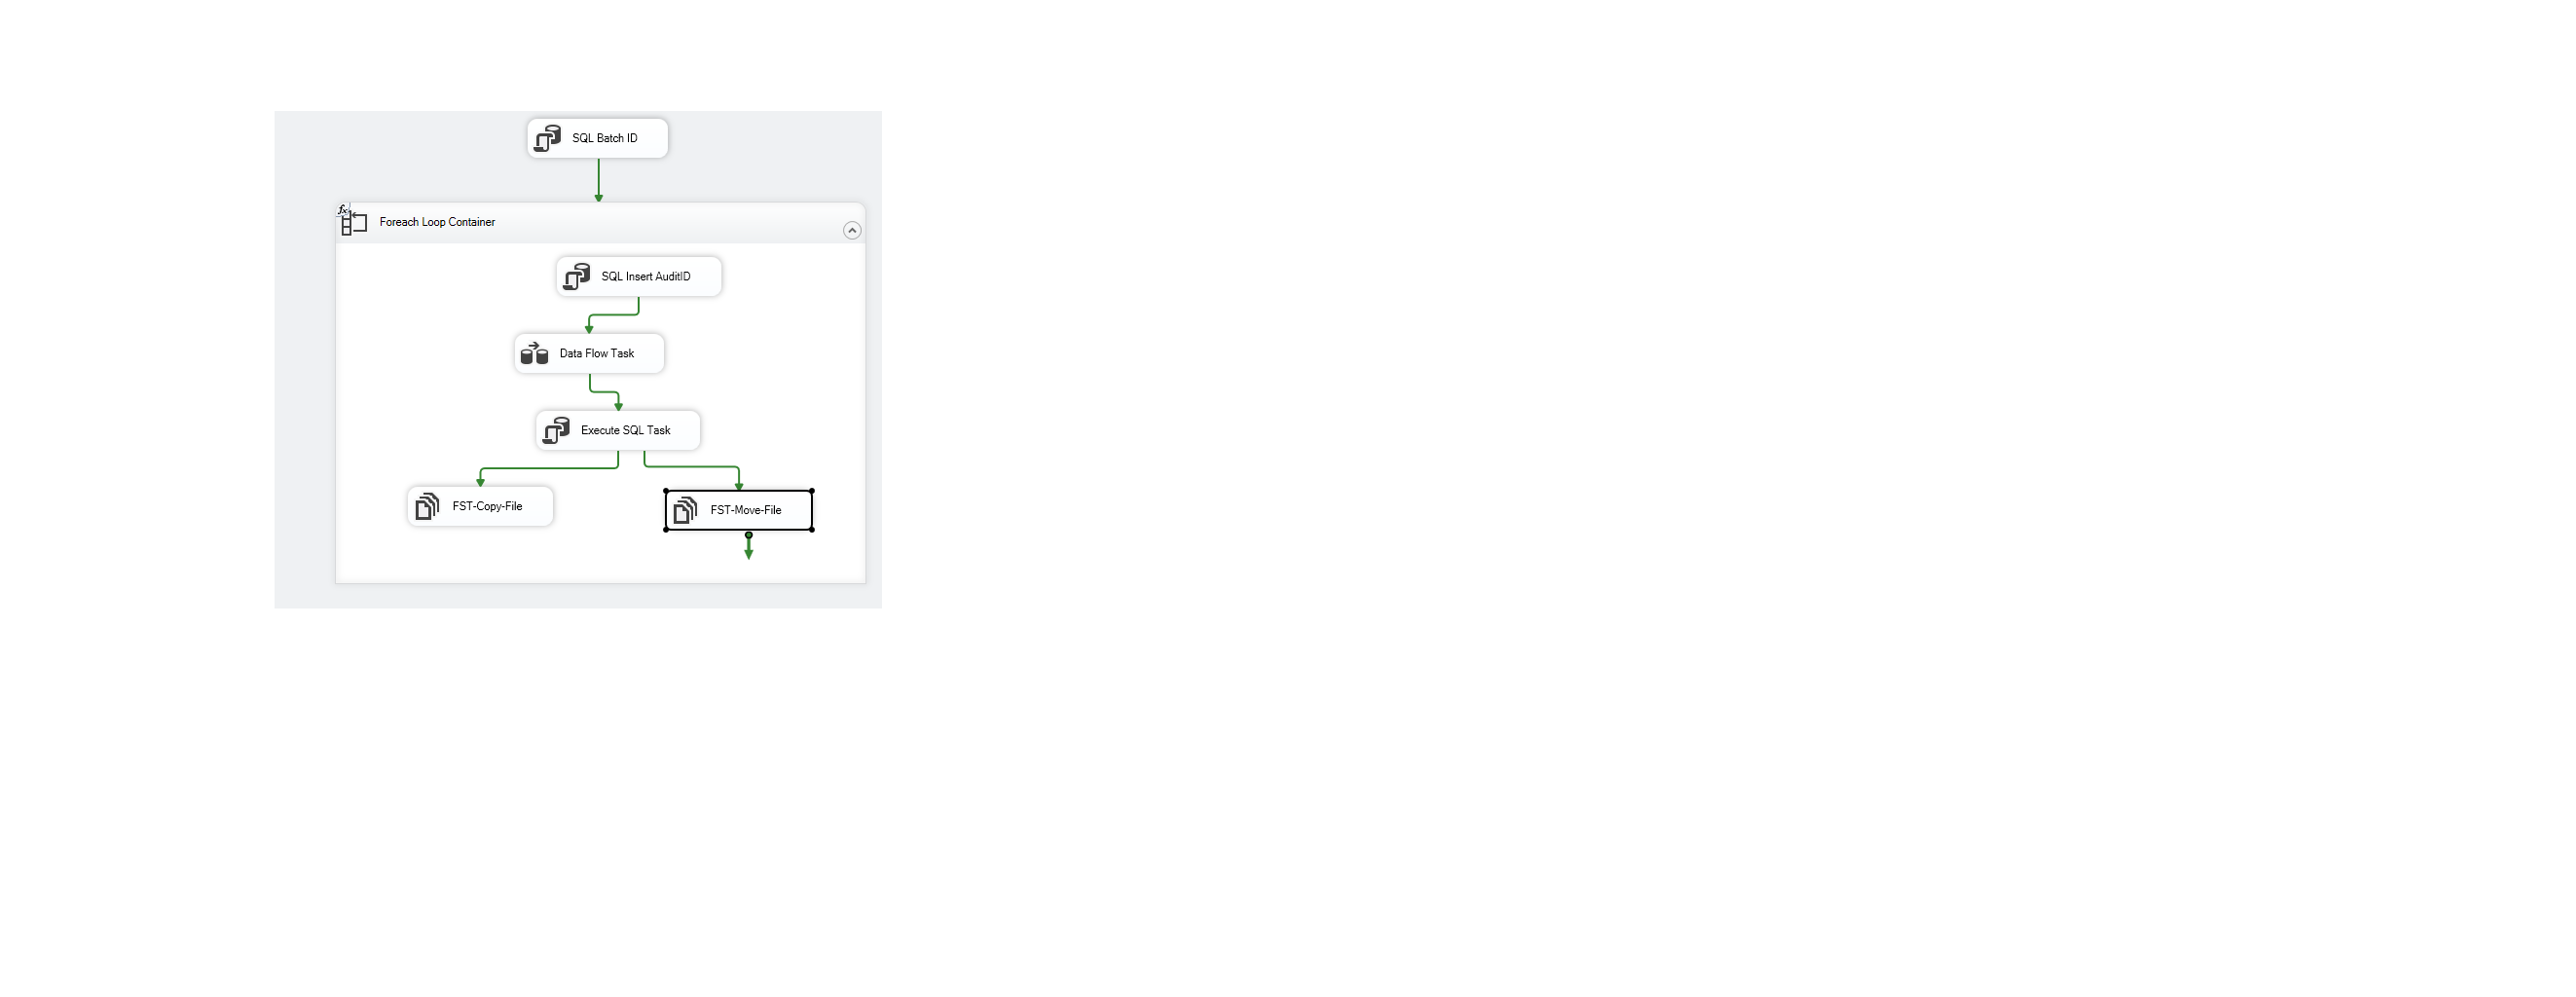 SQL Batch ID
fx
Foreach Loop Container
SQL Insert AuditID
Data Flow Task
Execute SQL Task
FST-Copy-File
FST-Move-File